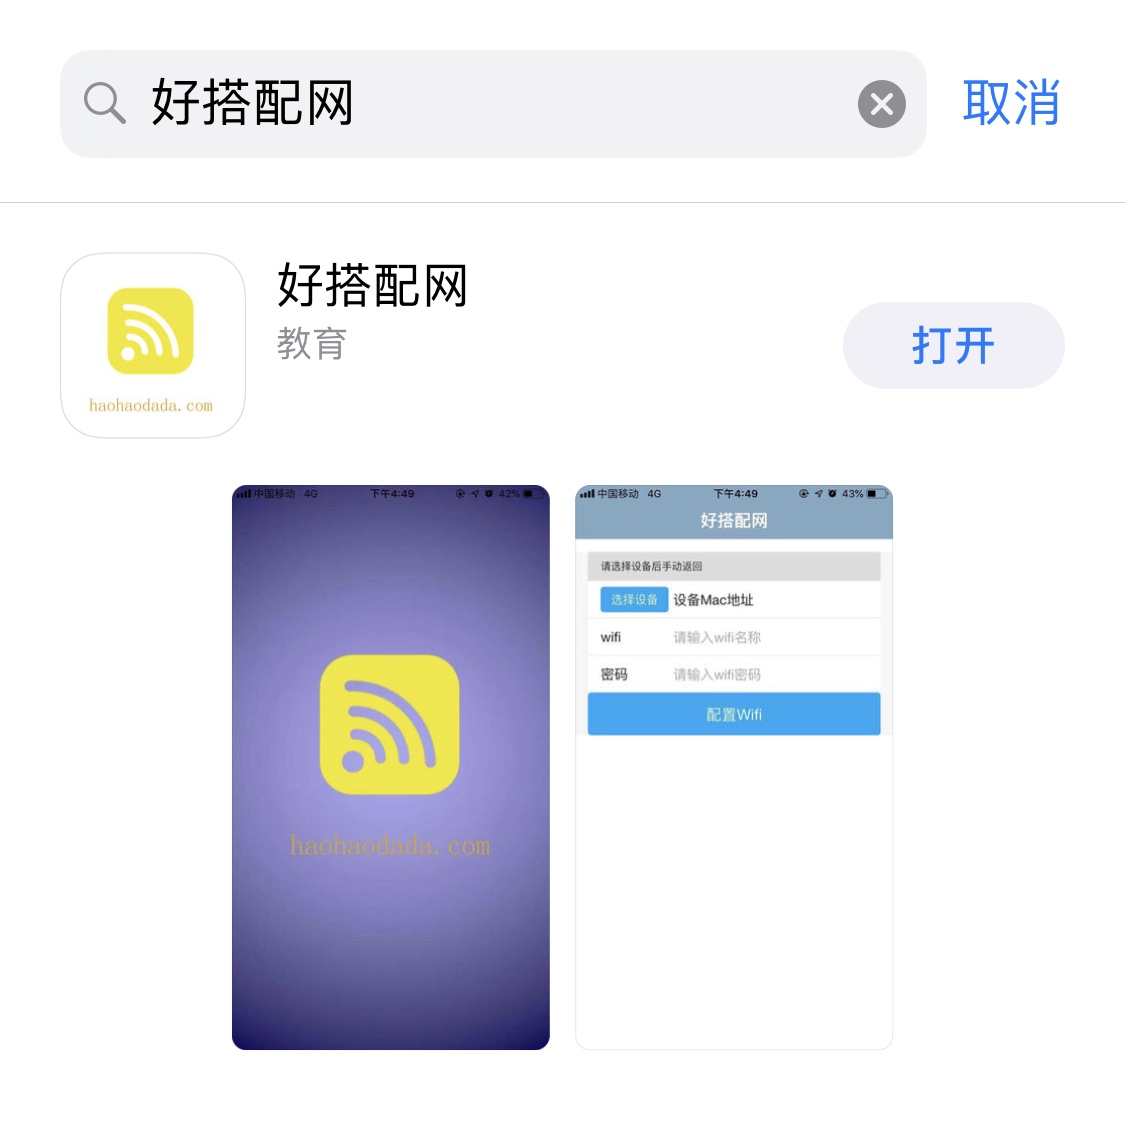 好搭配网
取消
好搭配网
教育
打开
haohaodada.com
中国移动 4G 下午4:49 42%
haohaodada.com
中国移动 4G 下午4:49 43%
好搭配网
请选择设备后手动返回
选择设备 设备Mac地址
wifi 请输入wifi名称
密码 请输入wifi密码
配置Wifi